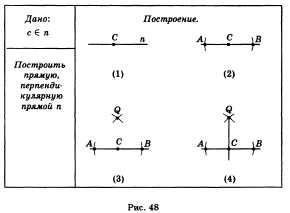 Дано:
c ∈ n
Построить
прямую,
перпенди-
кулярную
прямой n
Построение.
C n
(1)
A C B
(2)
Q
A C B
(3)
Q
A C B
(4)
Рис. 48